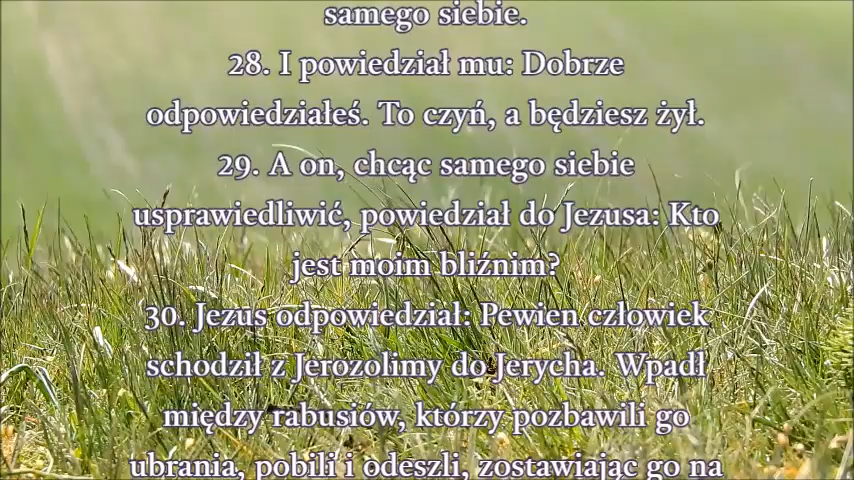 samego siebie.
28. I powiedział mu: Dobrze
odpowiedziałeś. To czyń, a będziesz żył.
29. A on, chcąc samego siebie
usprawiedliwić, powiedział do Jezusa: Kto
jest moim bliźnim?
30. Jezus odpowiedział: Pewien człowiek
schodził z Jerozolimy do Jerycha. Wpadł
między rabusiów, którzy pozbawili go
ubrania, pobili i odeszli, zostawiając go na